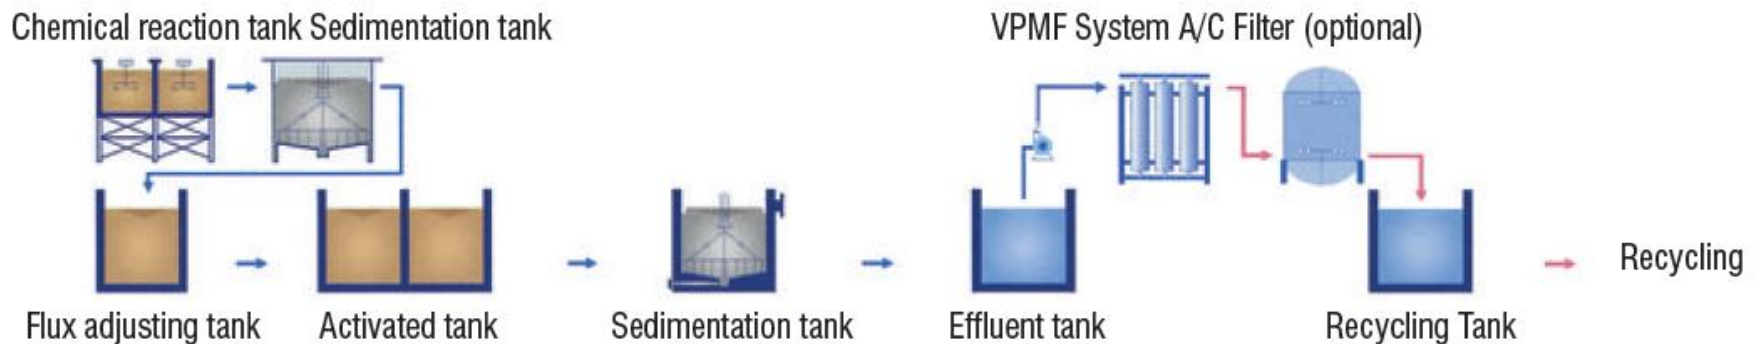 Chemical reaction tank Sedimentation tank
VPMF System A/C Filter (optional)
Recycling
Flux adjusting tank
Activated tank
Sedimentation tank
Effluent tank
Recycling Tank